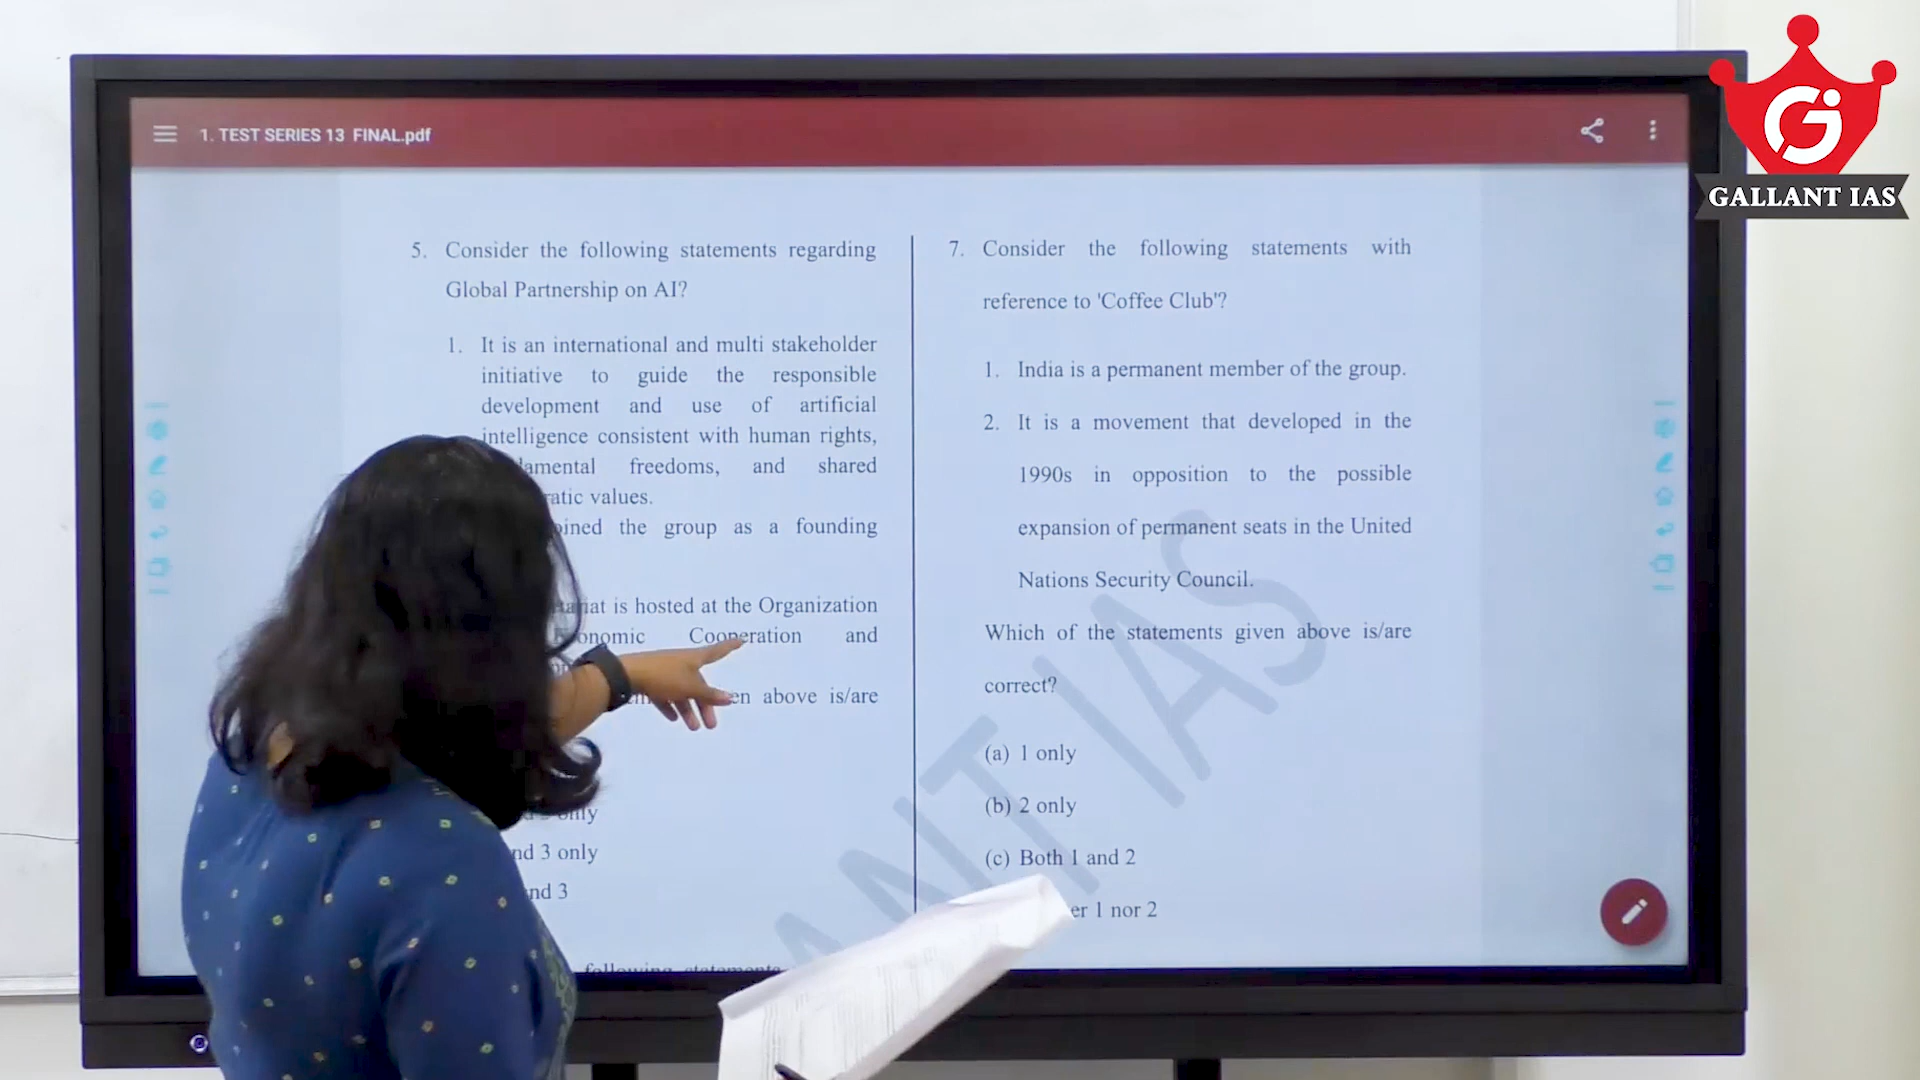 1. TEST SERIES 13 FINAL.pdf
GALLANT IAS
5. Consider the following statements regarding
Global Partnership on AI?
1. It is an international and multi stakeholder
initiative to guide the responsible
development and use of artificial
intelligence consistent with human rights,
freedoms, and shared
values.
the group as a founding
is hosted at the Organization
Cooperation and
above is/are
only
3 only
3
following statements
7. Consider the following statements with
reference to 'Coffee Club'?
1. India is a permanent member of the group.
2. It is a movement that developed in the
1990s in opposition to the possible
expansion of permanent seats in the United
Nations Security Council.
Which of the statements given above is/are
correct?
(a) 1 only
(b) 2 only
(c) Both 1 and 2
1 nor 2
IAS